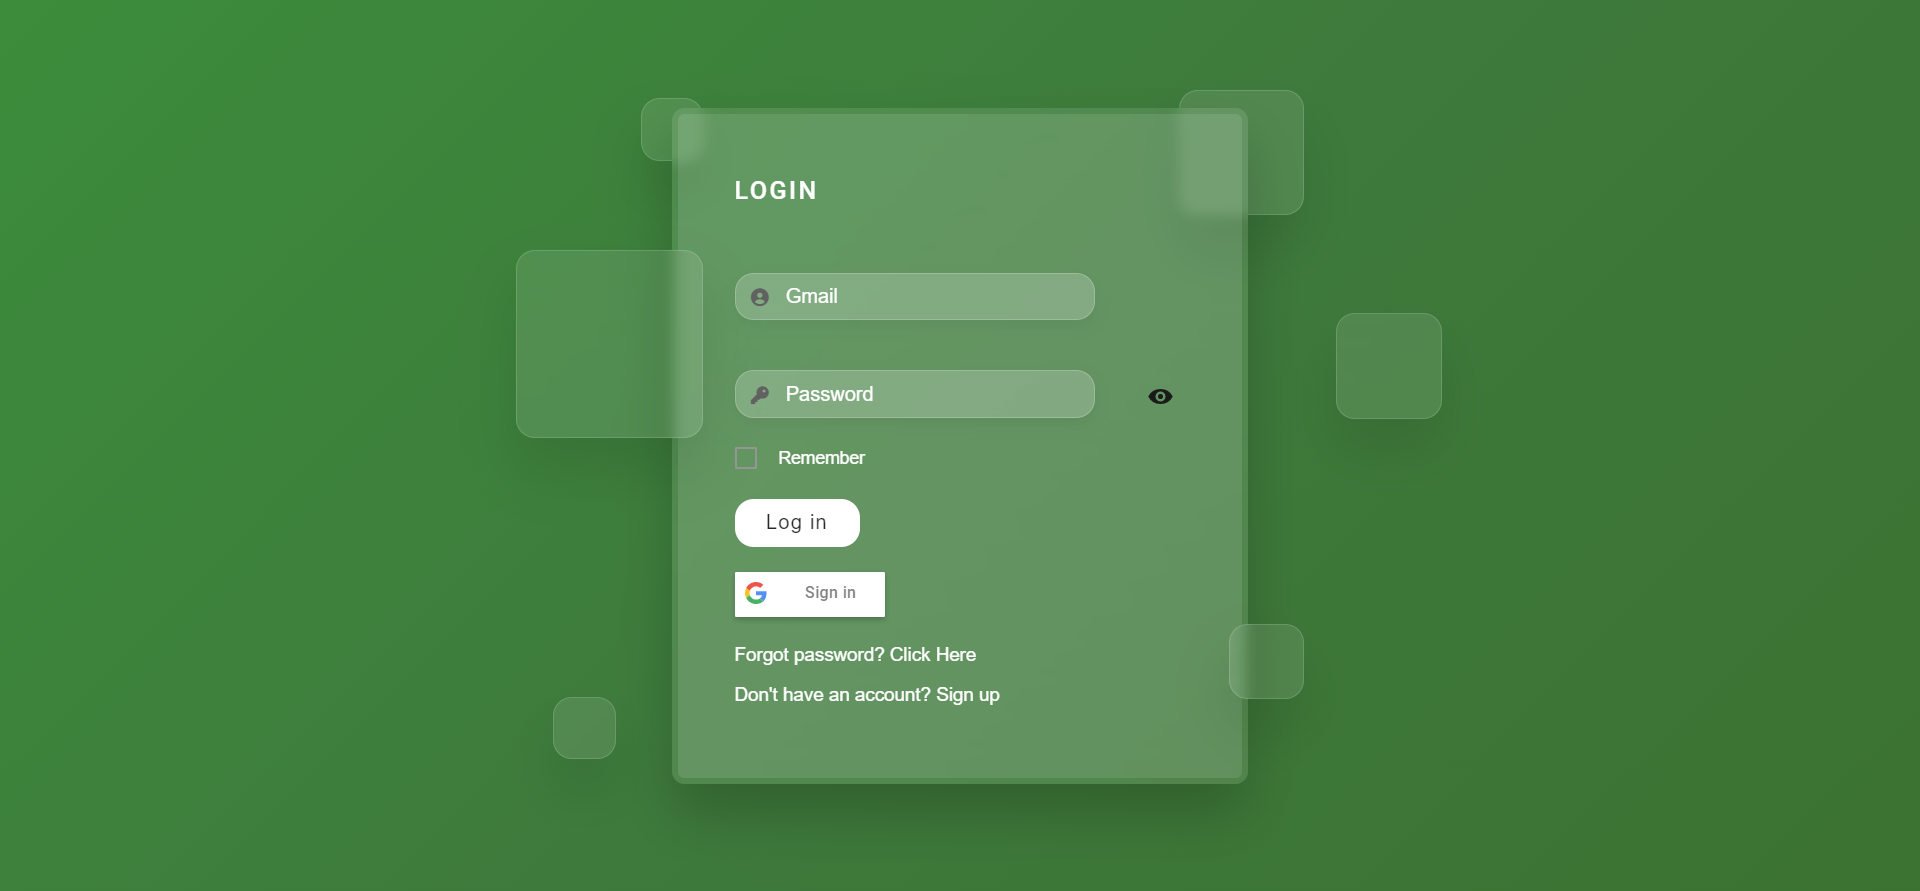 LOGIN
Gmail
Password
Remember
Log in
Sign in
Forgot password? Click Here
Don't have an account? Sign up